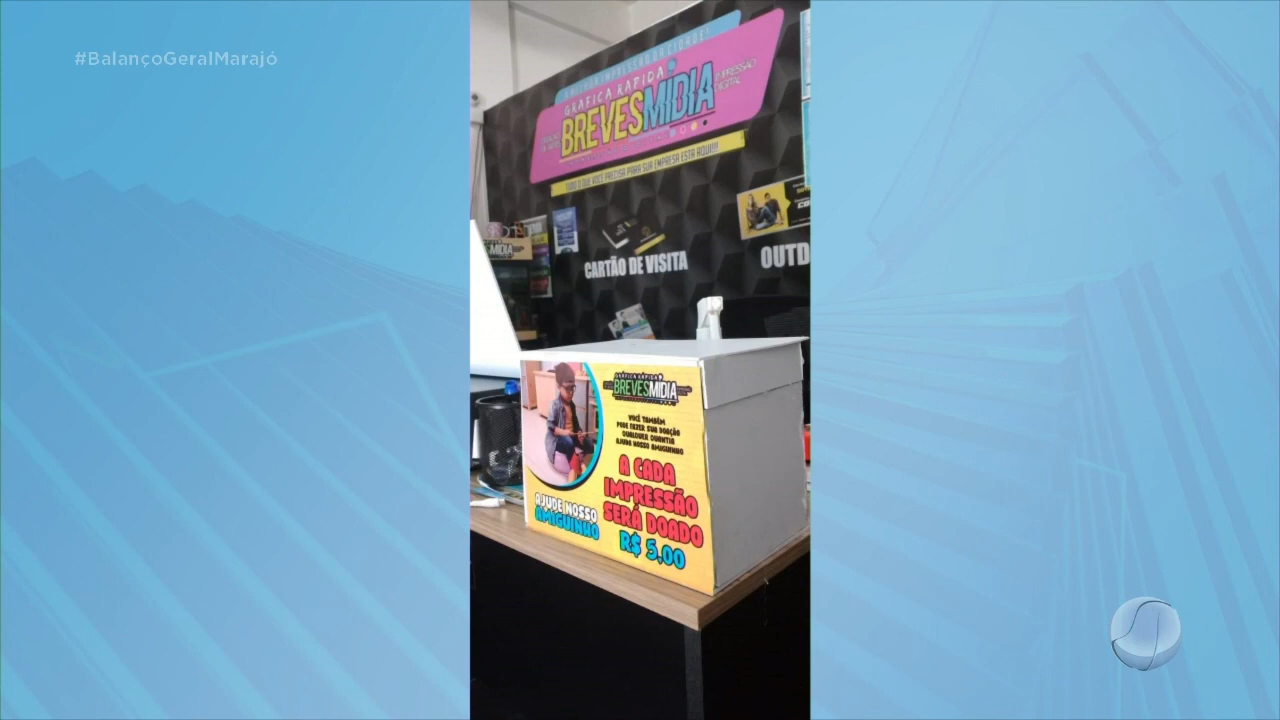 #BalançoGeralMarajó
GRÁFICA RÁPIDA
IMPRESSÃO
DIGITAL
BREVESMIDIA
TUDO O QUE VOCÊ PRECISA PARA SUA EMPRESA ESTA AQUI!!!!
MIDIA
CARTÃO DE VISITA
OUTD
GRÁFICA RÁPIDA
BREVESMIDIA
VOCÊ TAMBÉM
PODE FAZER SUA DOAÇÃO
QUALQUER QUANTIA
AJUDE NOSSO AMIGUINHO
A CADA
IMPRESSÃO
SERÁ DOADO
R$ 5,00
AJUDE NOSSO
AMIGUINHO